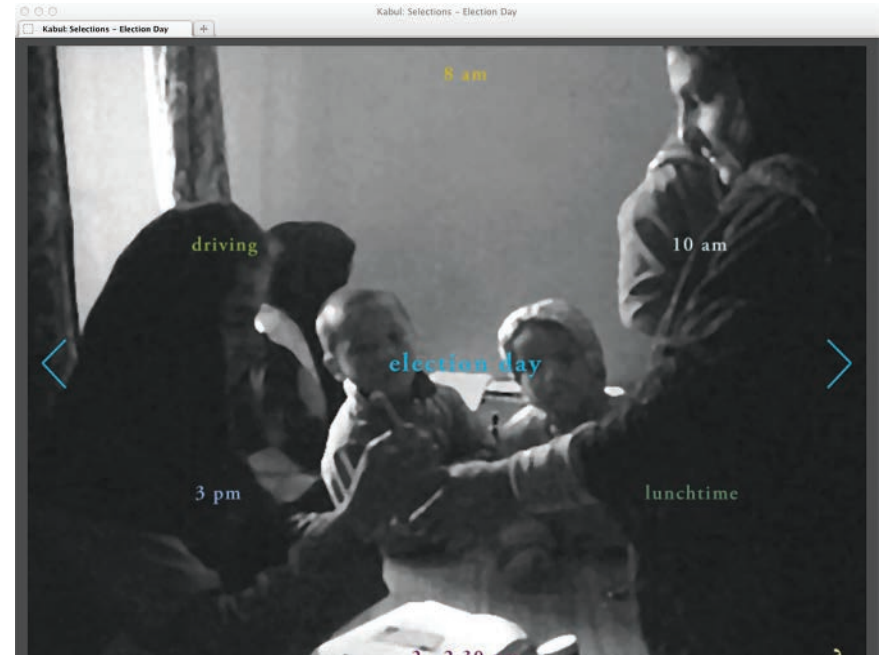 Kabul: Selections – Election Day
Kabul: Selections – Election Day
8 am
driving
10 am
election day
3 pm
lunchtime